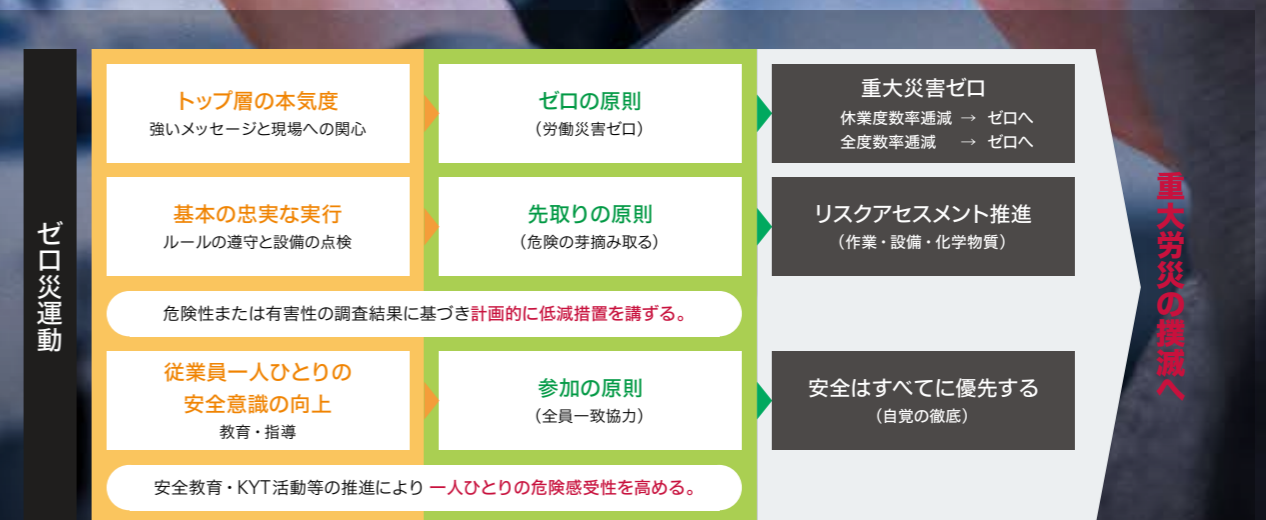 ゼロ災運動
トップ層の本気度
強いメッセージと現場への関心
ゼロの原則
（労働災害ゼロ）
重大災害ゼロ
休業度数率逓減 → ゼロへ
全度数率逓減 → ゼロへ
基本の忠実な実行
ルールの遵守と設備の点検
先取りの原則
（危険の芽摘み取る）
リスクアセスメント推進
（作業・設備・化学物質）
危険性または有害性の調査結果に基づき計画的に低減措置を講ずる。
従業員一人ひとりの
安全意識の向上
教育・指導
参加の原則
（全員一致協力）
安全はすべてに優先する
（自覚の徹底）
安全教育・KYT活動等の推進により 一人ひとりの危険感受性を高める。
重大労災の撲滅へ